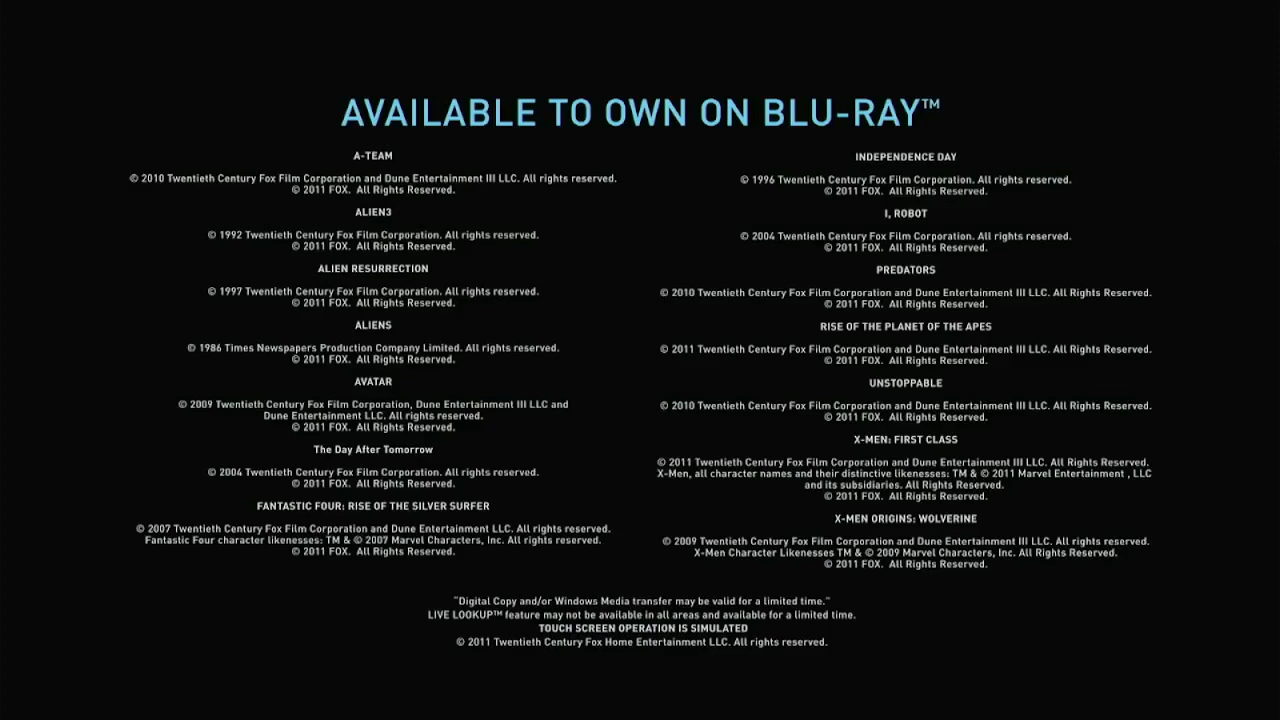 AVAILABLE TO OWN ON BLU-RAY™
A-TEAM
© 2010 Twentieth Century Fox Film Corporation and Dune Entertainment III LLC. All rights reserved.
© 2011 FOX. All Rights Reserved.
ALIEN3
© 1992 Twentieth Century Fox Film Corporation. All rights reserved.
© 2011 FOX. All Rights Reserved.
ALIEN RESURRECTION
© 1997 Twentieth Century Fox Film Corporation. All rights reserved.
© 2011 FOX. All Rights Reserved.
ALIENS
© 1986 Times Newspapers Production Company Limited. All rights reserved.
© 2011 FOX. All Rights Reserved.
AVATAR
© 2009 Twentieth Century Fox Film Corporation, Dune Entertainment III LLC and
Dune Entertainment LLC. All rights reserved.
© 2011 FOX. All Rights Reserved.
The Day After Tomorrow
© 2004 Twentieth Century Fox Film Corporation. All rights reserved.
© 2011 FOX. All Rights Reserved.
FANTASTIC FOUR: RISE OF THE SILVER SURFER
© 2007 Twentieth Century Fox Film Corporation and Dune Entertainment LLC. All rights reserved.
Fantastic Four character likenesses: TM & © 2007 Marvel Characters, Inc. All rights reserved.
© 2011 FOX. All Rights Reserved.
INDEPENDENCE DAY
© 1996 Twentieth Century Fox Film Corporation. All rights reserved.
© 2011 FOX. All Rights Reserved.
I, ROBOT
© 2004 Twentieth Century Fox Film Corporation. All rights reserved.
© 2011 FOX. All Rights Reserved.
PREDATORS
© 2010 Twentieth Century Fox Film Corporation and Dune Entertainment III LLC. All Rights Reserved.
© 2011 FOX. All Rights Reserved.
RISE OF THE PLANET OF THE APES
© 2011 Twentieth Century Fox Film Corporation and Dune Entertainment III LLC. All Rights Reserved.
© 2011 FOX. All Rights Reserved.
UNSTOPPABLE
© 2010 Twentieth Century Fox Film Corporation and Dune Entertainment III LLC. All Rights Reserved.
© 2011 FOX. All Rights Reserved.
X-MEN: FIRST CLASS
© 2011 Twentieth Century Fox Film Corporation and Dune Entertainment III LLC. All Rights Reserved.
X-Men, all character names and their distinctive likenesses: TM & © 2011 Marvel Entertainment , LLC
and its subsidiaries. All Rights Reserved.
© 2011 FOX. All Rights Reserved.
X-MEN ORIGINS: WOLVERINE
© 2009 Twentieth Century Fox Film Corporation and Dune Entertainment III LLC. All rights reserved.
X-Men Character Likenesses TM & © 2009 Marvel Characters, Inc. All Rights Reserved.
© 2011 FOX. All Rights Reserved.
"Digital Copy and/or Windows Media transfer may be valid for a limited time."
LIVE LOOKUP™ feature may not be available in all areas and available for a limited time.
TOUCH SCREEN OPERATION IS SIMULATED
© 2011 Twentieth Century Fox Home Entertainment LLC. All rights reserved.